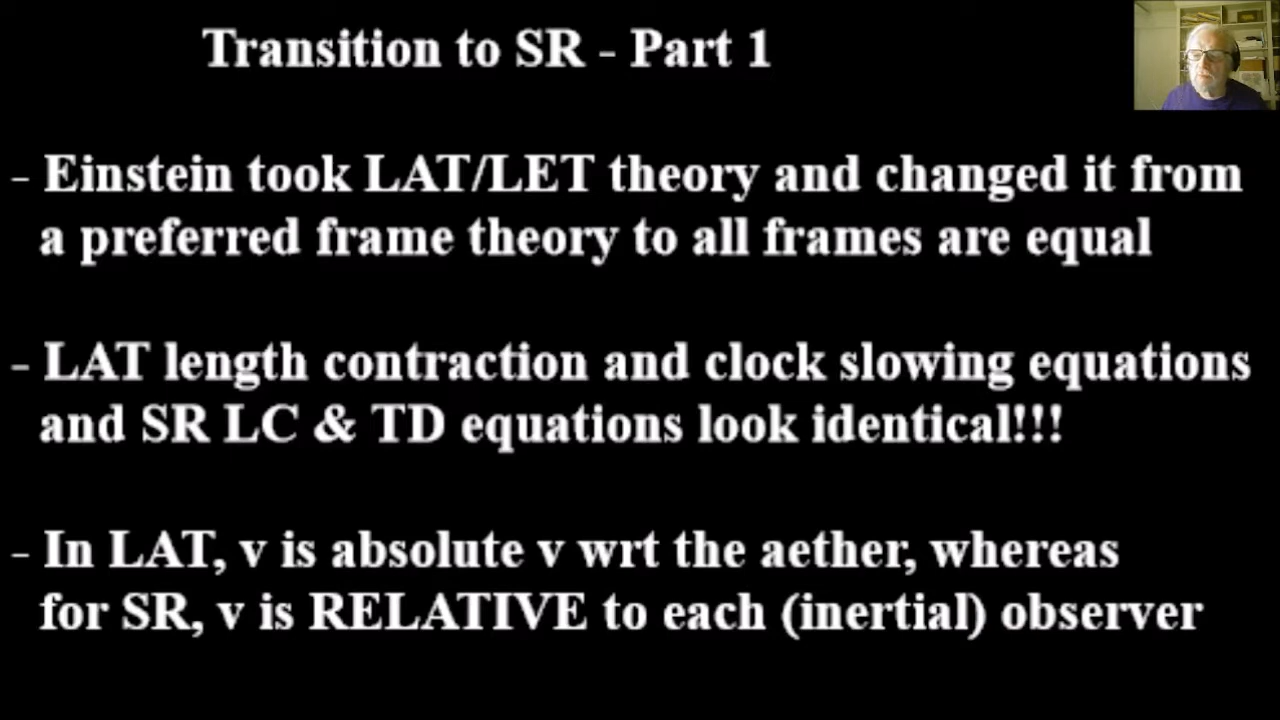 Transition to SR - Part 1
- Einstein took LAT/LET theory and changed it from
a preferred frame theory to all frames are equal
- LAT length contraction and clock slowing equations
and SR LC & TD equations look identical!!!
- In LAT, v is absolute v wrt the aether, whereas
for SR, v is RELATIVE to each (inertial) observer